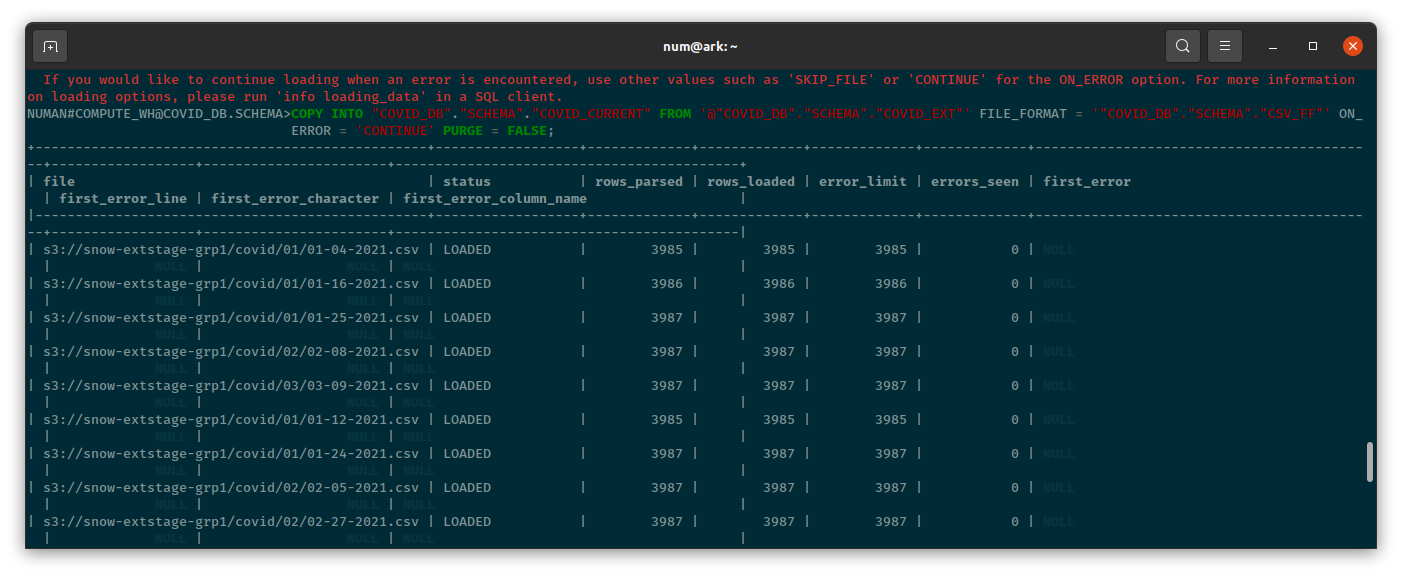 num@ark: ~
If you would like to continue loading when an error is encountered, use other values such as 'SKIP_FILE' or 'CONTINUE' for the ON_ERROR option. For more information
on loading options, please run 'info loading_data' in a SQL client.
NUMAN#COMPUTE_WH@COVID_DB.SCHEMA>COPY INTO "COVID_DB"."SCHEMA"."COVID_CURRENT" FROM '@"COVID_DB"."SCHEMA"."COVID_EXT"' FILE_FORMAT = '"COVID_DB"."SCHEMA"."CSV_FF"' ON_
ERROR = 'CONTINUE' PURGE = FALSE;
| file | status | rows_parsed | rows_loaded | error_limit | errors_seen | first_error
| first_error_line | first_error_character | first_error_column_name |
| s3://snow-extstage-grp1/covid/01/01-04-2021.csv | LOADED | 3985 | 3985 | 3985 | 0 | NULL
| NULL | NULL | NULL |
| s3://snow-extstage-grp1/covid/01/01-16-2021.csv | LOADED | 3986 | 3986 | 3986 | 0 | NULL
| NULL | NULL | NULL |
| s3://snow-extstage-grp1/covid/01/01-25-2021.csv | LOADED | 3987 | 3987 | 3987 | 0 | NULL
| NULL | NULL | NULL |
| s3://snow-extstage-grp1/covid/02/02-08-2021.csv | LOADED | 3987 | 3987 | 3987 | 0 | NULL
| NULL | NULL | NULL |
| s3://snow-extstage-grp1/covid/03/03-09-2021.csv | LOADED | 3987 | 3987 | 3987 | 0 | NULL
| NULL | NULL | NULL |
| s3://snow-extstage-grp1/covid/01/01-12-2021.csv | LOADED | 3985 | 3985 | 3985 | 0 | NULL
| NULL | NULL | NULL |
| s3://snow-extstage-grp1/covid/01/01-24-2021.csv | LOADED | 3987 | 3987 | 3987 | 0 | NULL
| NULL | NULL | NULL |
| s3://snow-extstage-grp1/covid/02/02-05-2021.csv | LOADED | 3987 | 3987 | 3987 | 0 | NULL
| NULL | NULL | NULL |
| s3://snow-extstage-grp1/covid/02/02-27-2021.csv | LOADED | 3987 | 3987 | 3987 | 0 | NULL
| NULL | NULL | NULL |